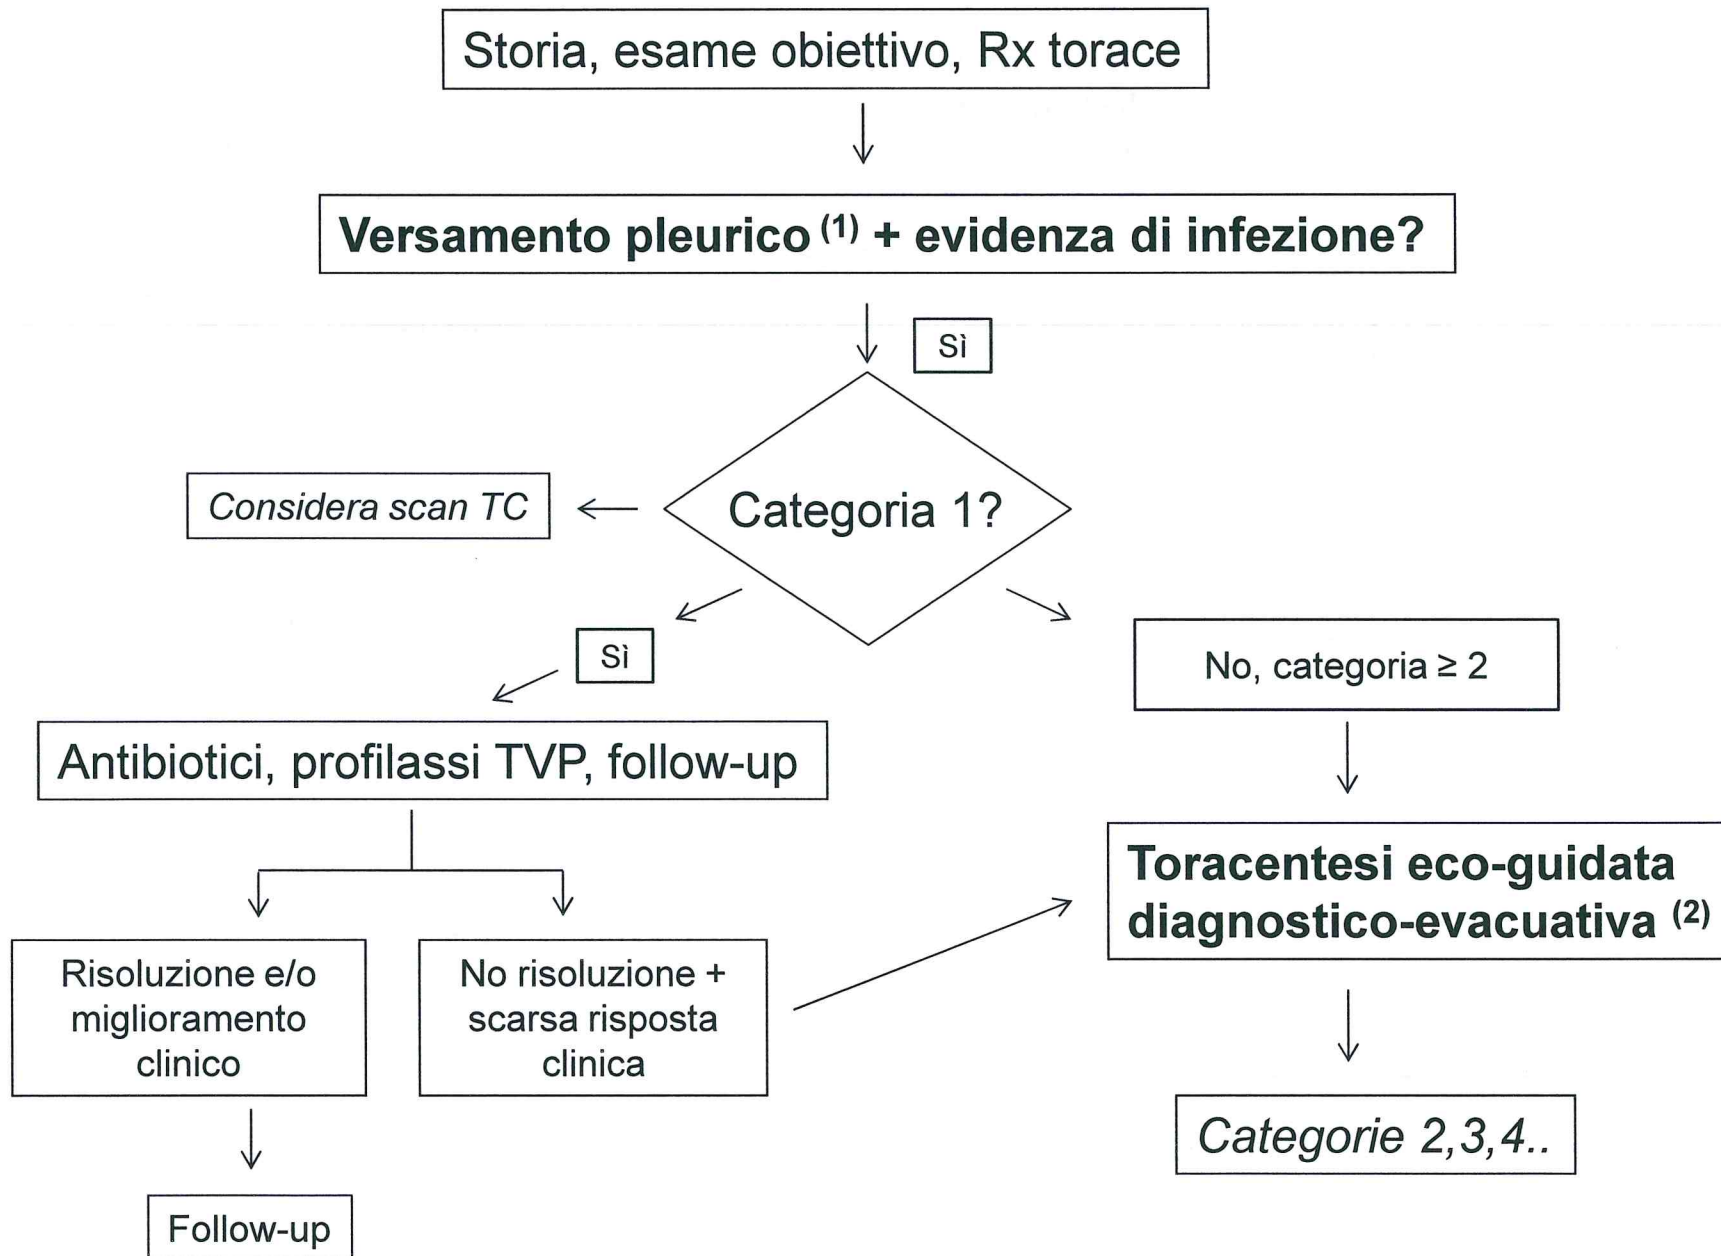 Storia, esame obiettivo, Rx torace
Versamento pleurico (1) + evidenza di infezione?
Sì
Categoria 1?
Considera scan TC
Sì
No, categoria ≥ 2
Antibiotici, profilassi TVP, follow-up
Toracentesi eco-guidata
diagnostico-evacuativa (2)
Risoluzione e/o
miglioramento
clinico
No risoluzione +
scarsa risposta
clinica
Categorie 2,3,4..
Follow-up